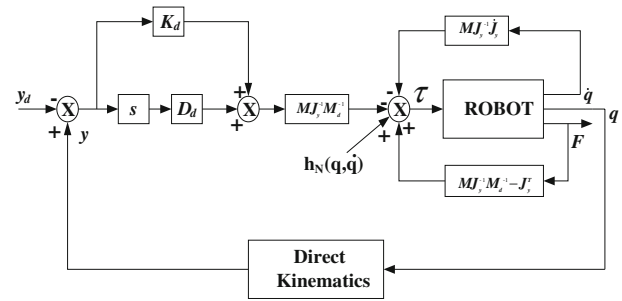 K_d
MJ_y^{-1} \dot{J}_y
y_d - X + y
s
D_d
+ +
MJ_y^{-1} M_d^{-1}
- - X + + +
τ
ROBOT
q̇
q
F
h_N(q,q̇)
MJ_y^{-1} M_d^{-1} - J_y^T
Direct
Kinematics